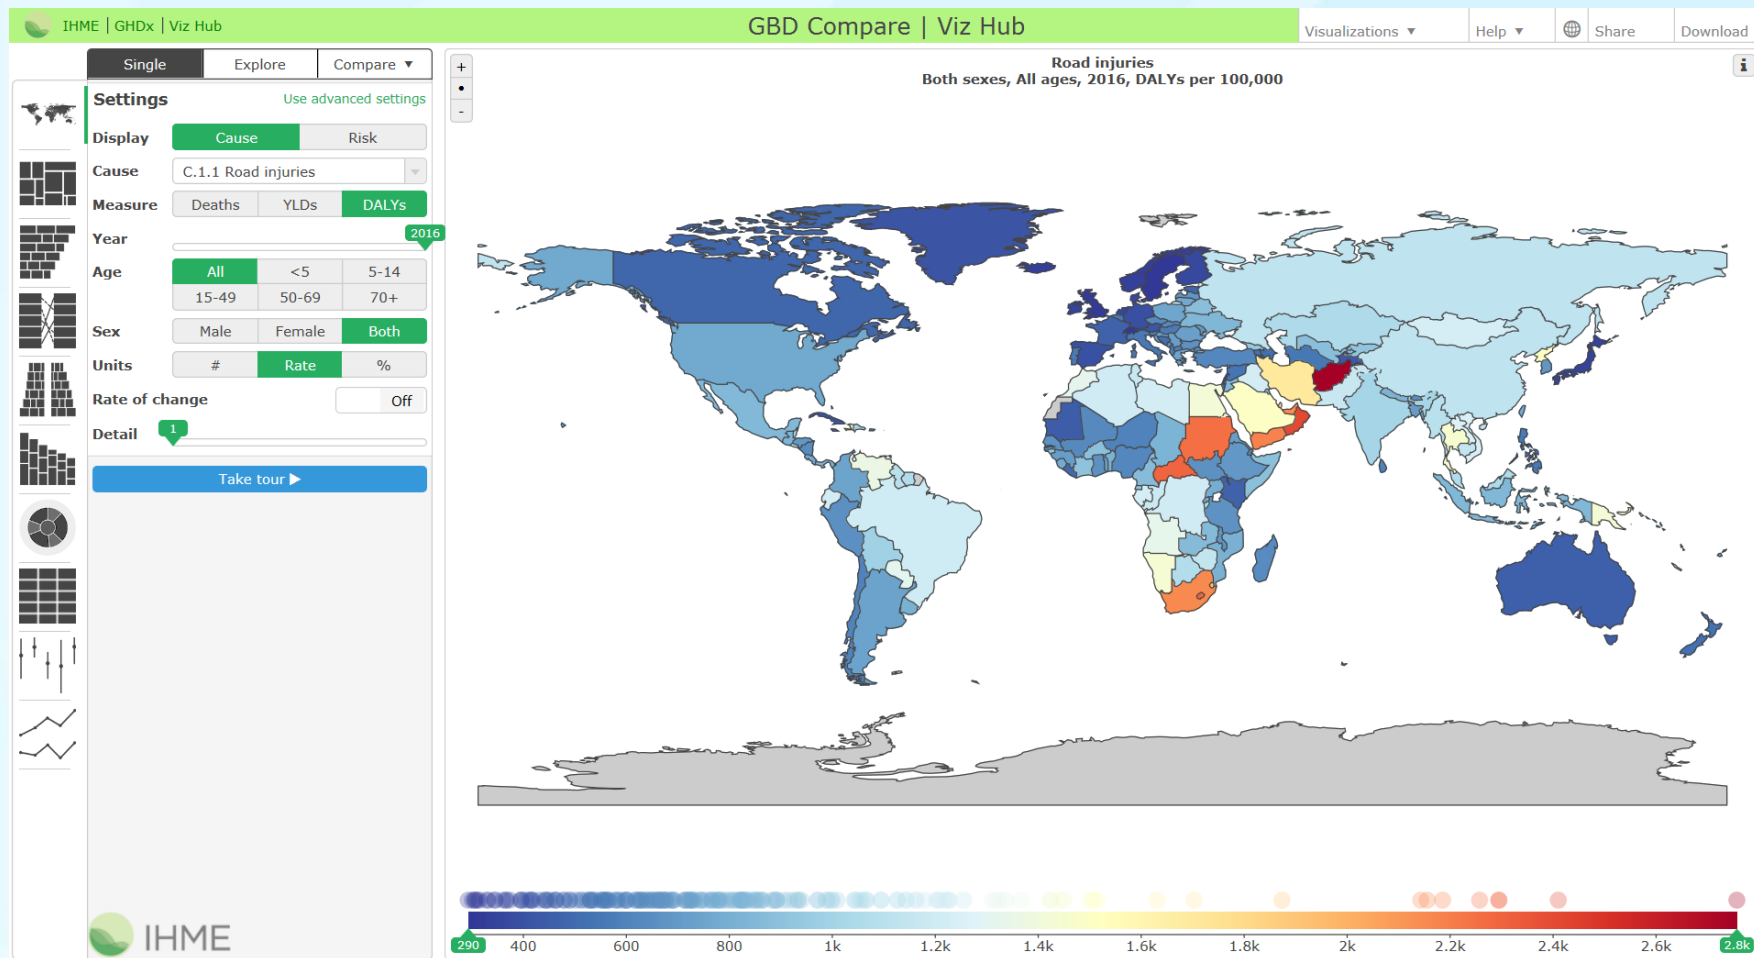 IHME | GHDx | Viz Hub
GBD Compare | Viz Hub
Visualizations ▼
Help ▼
Share
Download
Single
Explore
Compare ▼
Settings
Use advanced settings
Display
Cause
Risk
Cause
C.1.1 Road injuries
Measure
Deaths
YLDs
DALYs
Year
2016
Age
All
<5
5-14
15-49
50-69
70+
Sex
Male
Female
Both
Units
#
Rate
%
Rate of change
Off
Detail
1
Take tour ▶
IHME
+
•
-
Road injuries
Both sexes, All ages, 2016, DALYs per 100,000
i
290
400
600
800
1k
1.2k
1.4k
1.6k
1.8k
2k
2.2k
2.4k
2.6k
2.8k